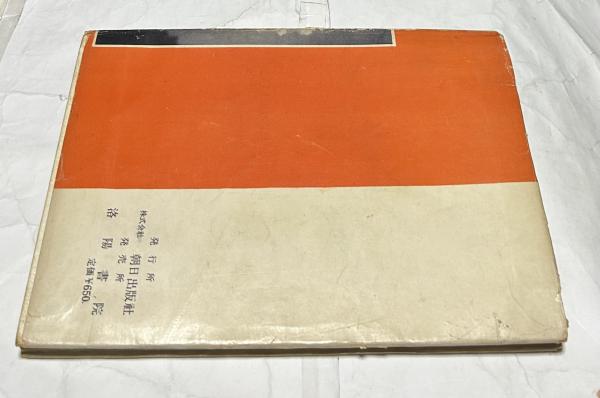 発行所
株式会社 朝日出版社
発売所
洛陽書院
定価¥650.